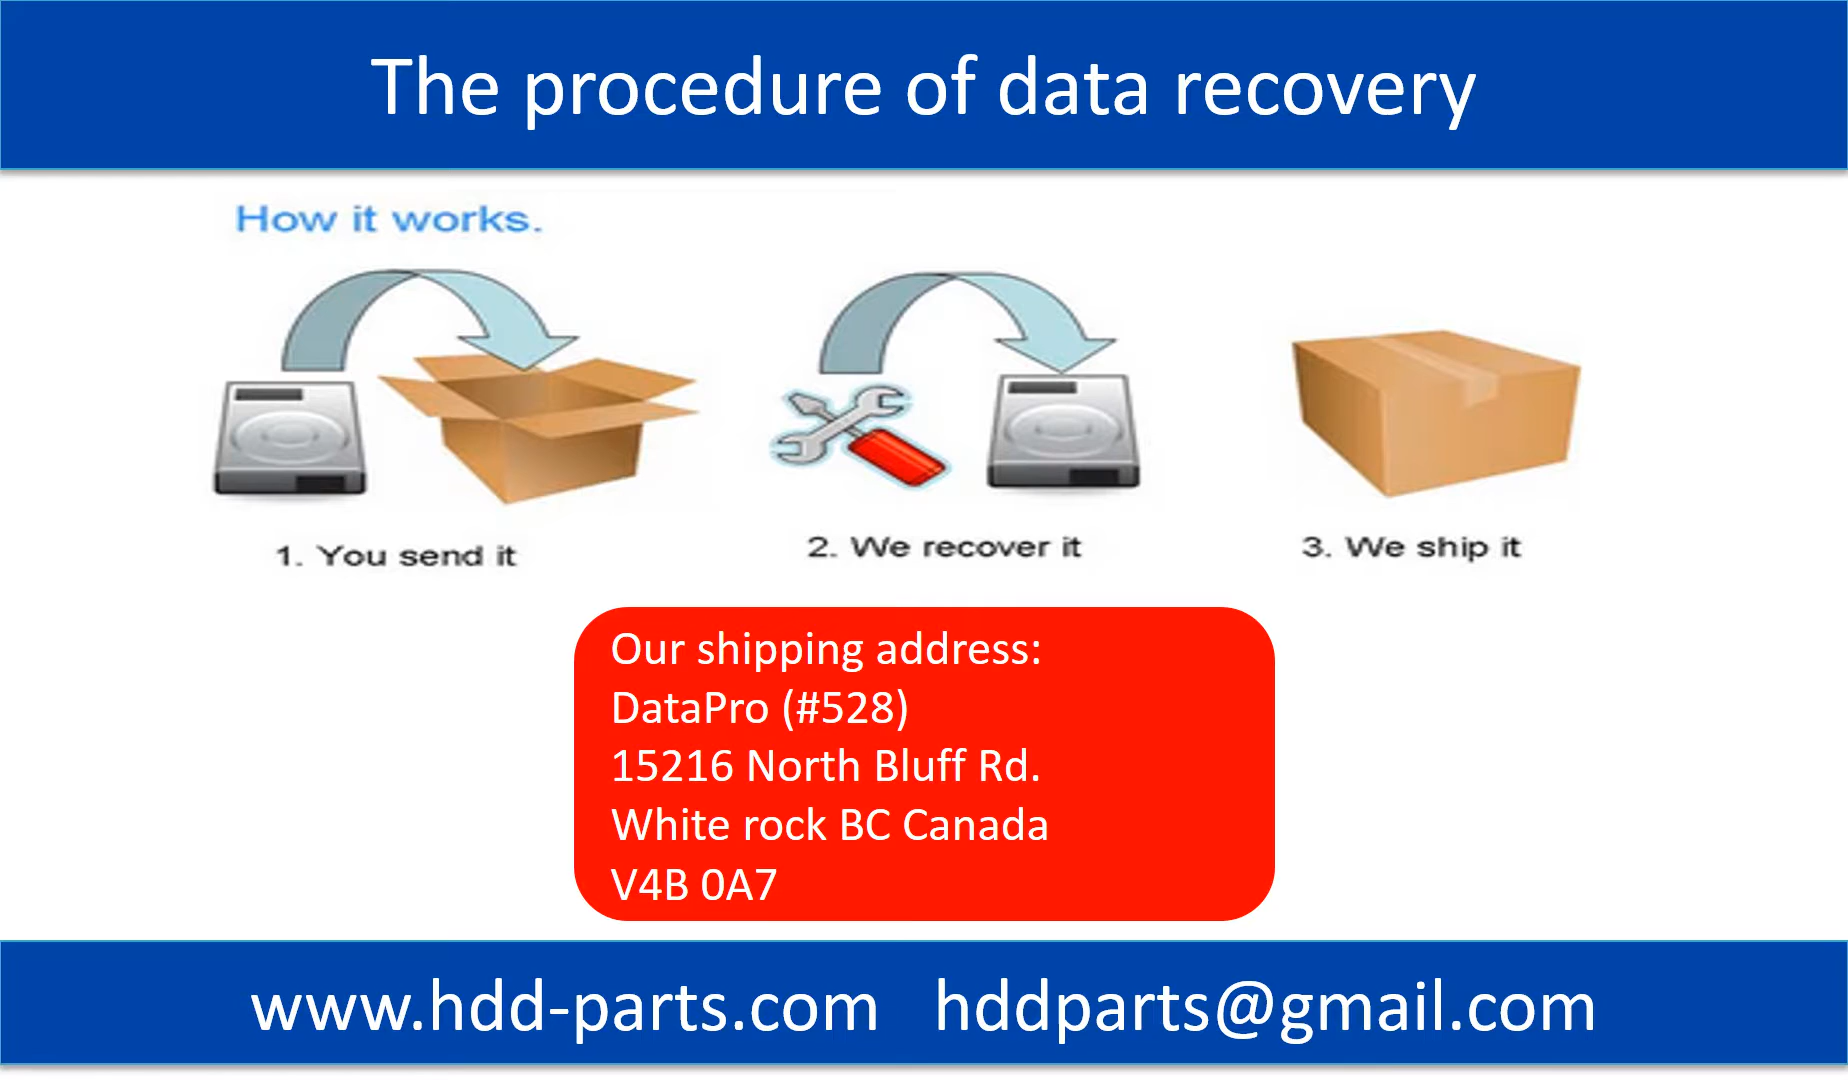 The procedure of data recovery
How it works.
1. You send it
2. We recover it
3. We ship it
Our shipping address:
DataPro (#528)
15216 North Bluff Rd.
White rock BC Canada
V4B 0A7
www.hdd-parts.com hddparts@gmail.com